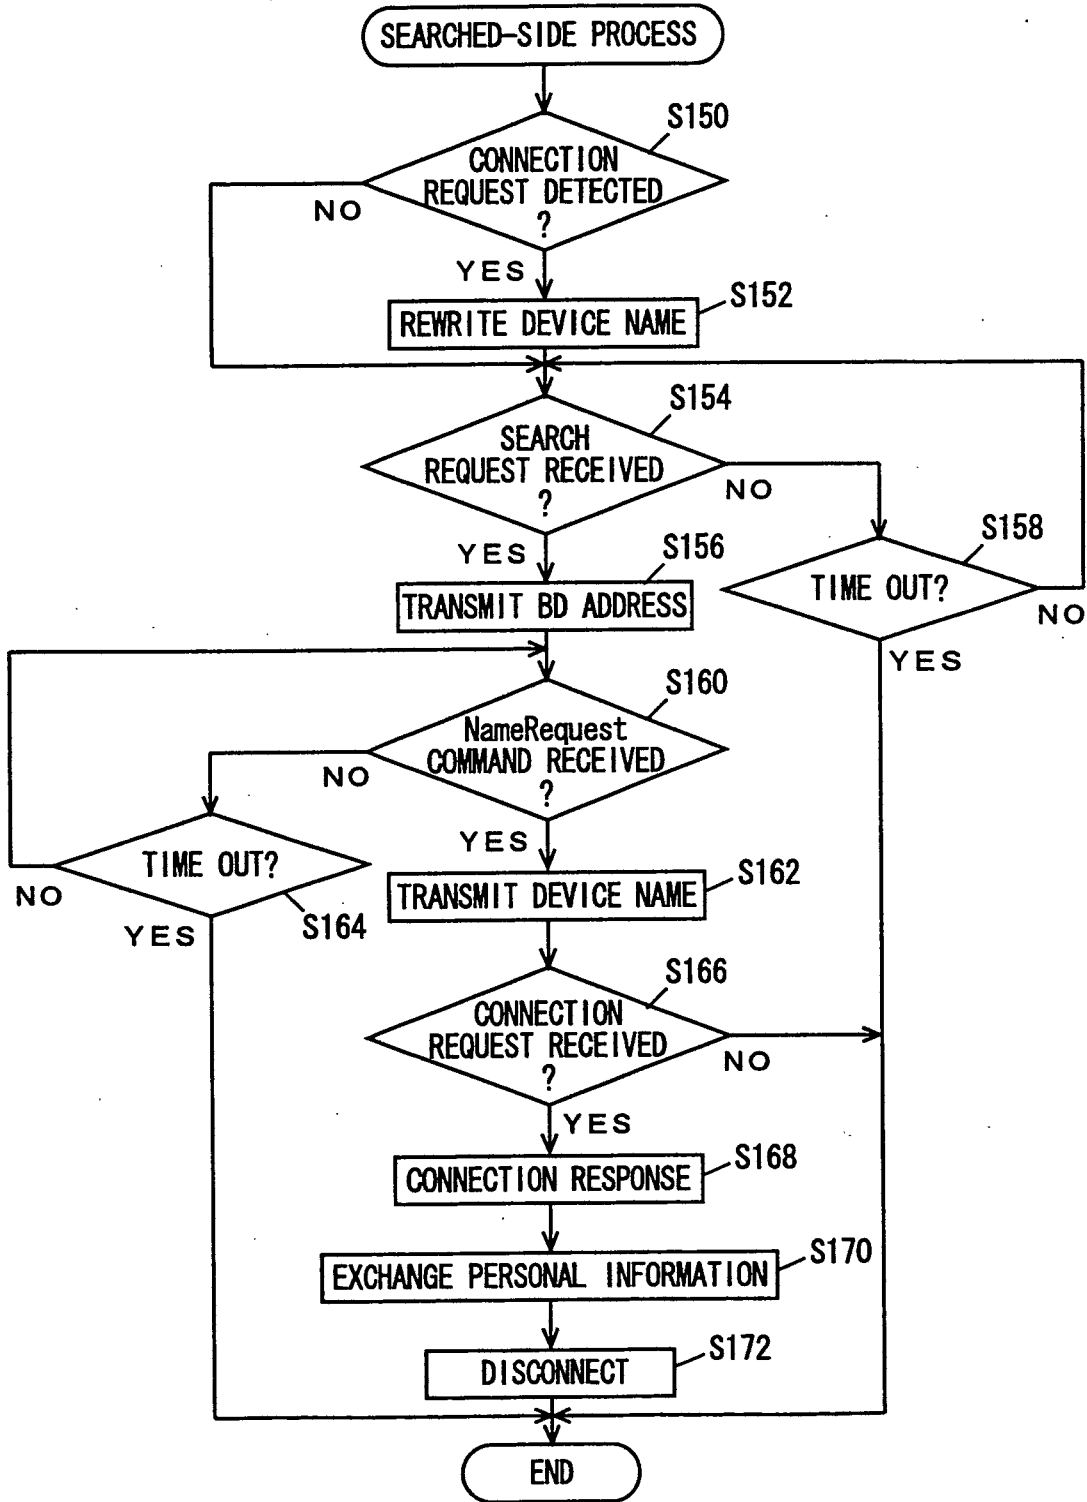 SEARCHED-SIDE PROCESS
S150
CONNECTION
REQUEST DETECTED
?
NO
YES
S152
REWRITE DEVICE NAME
S154
SEARCH
REQUEST RECEIVED
?
NO
YES
S156
TRANSMIT BD ADDRESS
S158
TIME OUT?
NO
YES
S160
NameRequest
COMMAND RECEIVED
?
NO
YES
TIME OUT?
NO
S164
YES
S162
TRANSMIT DEVICE NAME
S166
CONNECTION
REQUEST RECEIVED
?
NO
YES
S168
CONNECTION RESPONSE
S170
EXCHANGE PERSONAL INFORMATION
S172
DISCONNECT
END